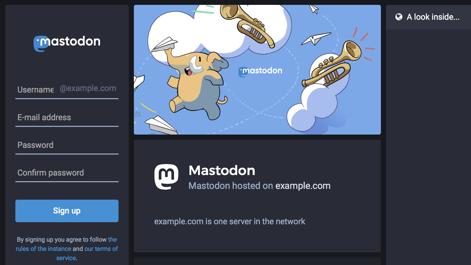 mastodon
Username @example.com
E-mail address
Password
Confirm password
Sign up
By signing up you agree to follow the
rules of the instance and our terms of
service.
mastodon
Mastodon
Mastodon hosted on example.com
example.com is one server in the network
A look inside...